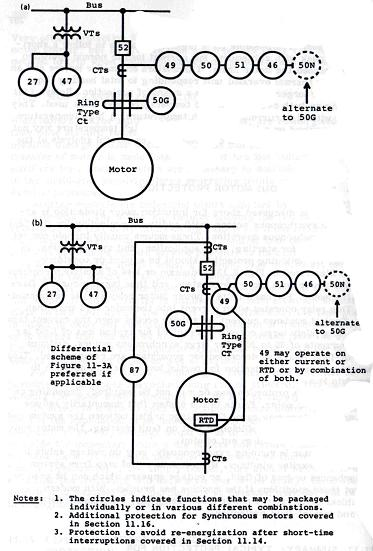 (a)
Bus
VTs
52
CTs
49 50 51 46 50N
27 47
Ring
Type
Ct
50G
alternate
to 50G
Motor
(b)
Bus
VTs
CTs
52
CTs
50 51 46 50N
27 47
49
50G
Ring
Type
CT
alternate
to 50G
Differential
scheme of
Figure 11-3A
preferred if
applicable
87
49 may operate on
either current or
RTD or by combination
of both.
Motor
RTD
CTs
Notes: 1. The circles indicate functions that may be packaged
individually or in various different combinstions.
2. Additional protection for Synchronous motors covered
in Section 11.16.
3. Protection to avoid re-energization after short-time
interruptions covered in Section 11.14.